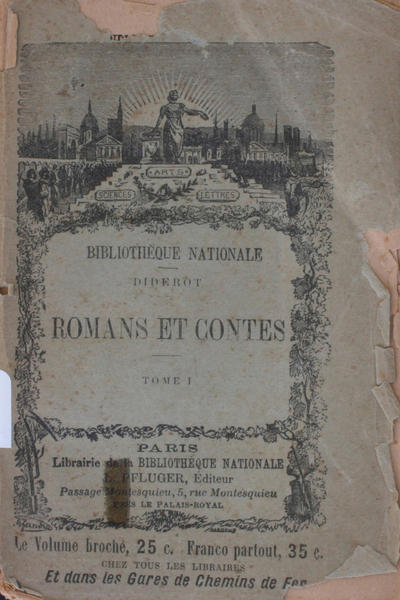 ARTS
SCIENCES
LETTRES
BIBLIOTHÈQUE NATIONALE
DIDEROT
ROMANS ET CONTES
TOME I
PARIS
Librairie de la BIBLIOTHÈQUE NATIONALE
L. PFLUGER, Éditeur
Passage Montesquieu, 5, rue Montesquieu
PRÈS LE PALAIS-ROYAL
Le Volume broché, 25 c. Franco partout, 35 c.
CHEZ TOUS LES LIBRAIRES
Et dans les Gares de Chemins de Fer